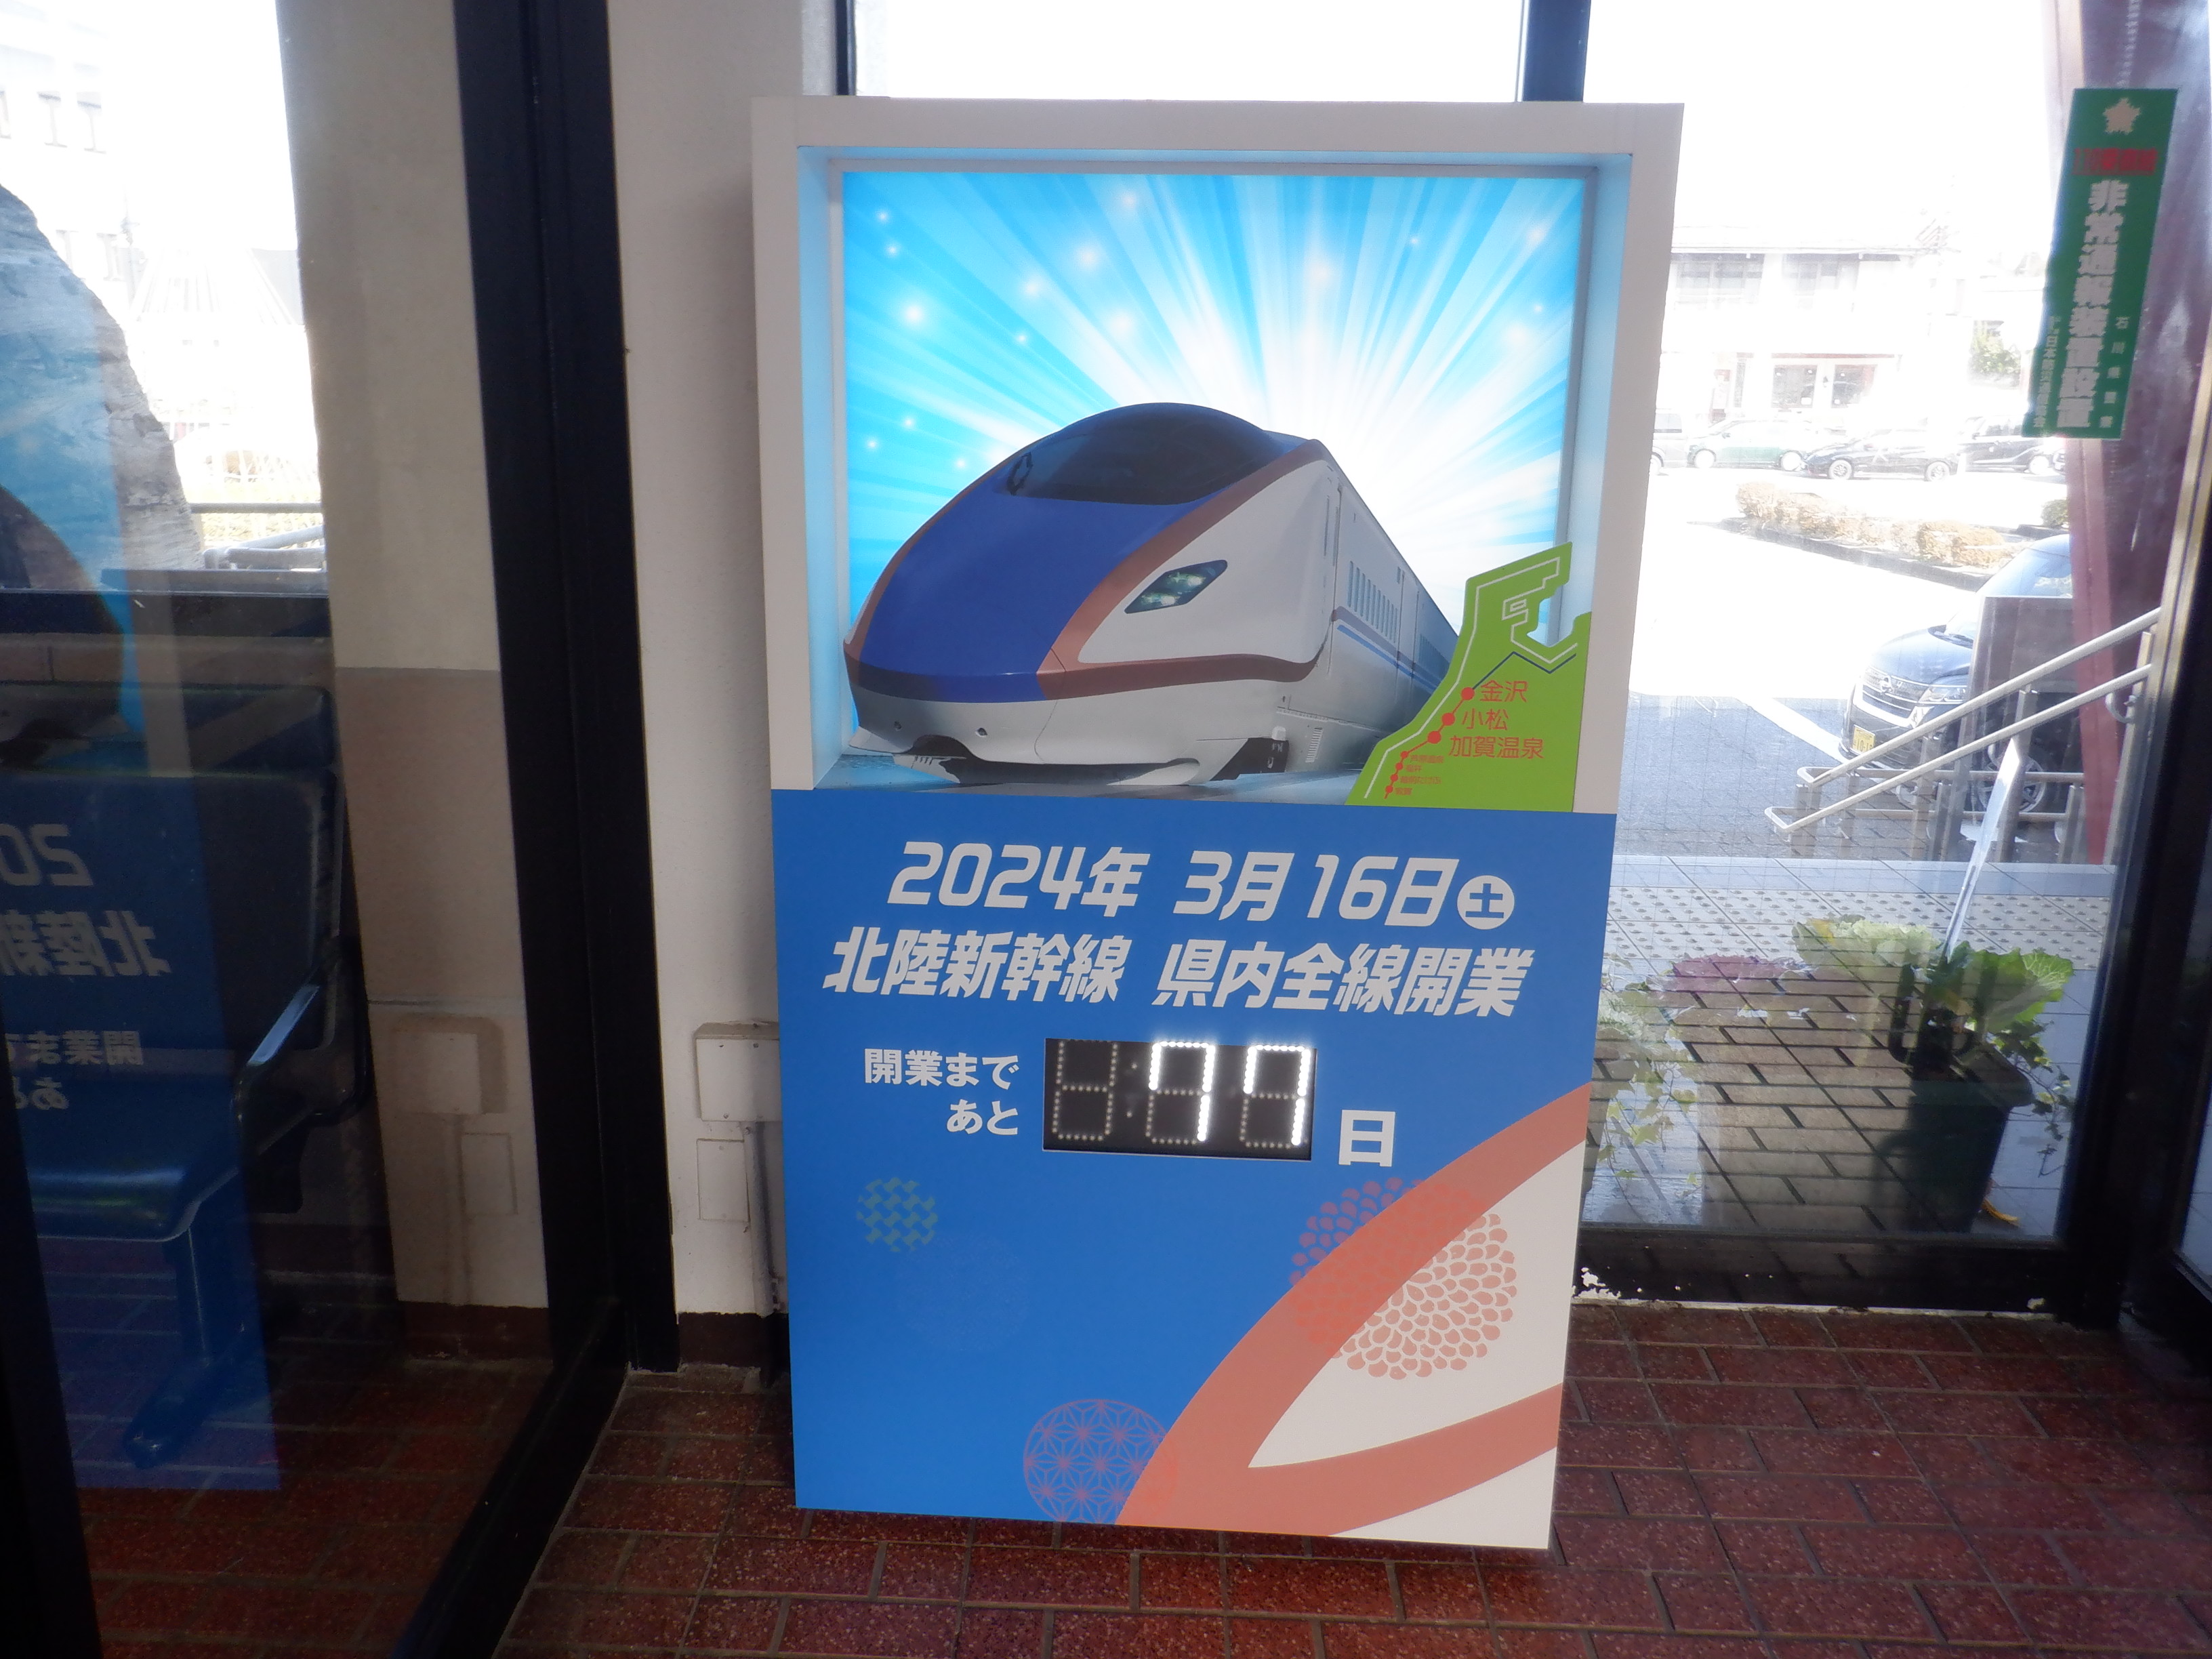 金沢
小松
加賀温泉
2024年 3月16日㊏
北陸新幹線 県内全線開業
開業まで
あと
77
日
非常通報装置設置